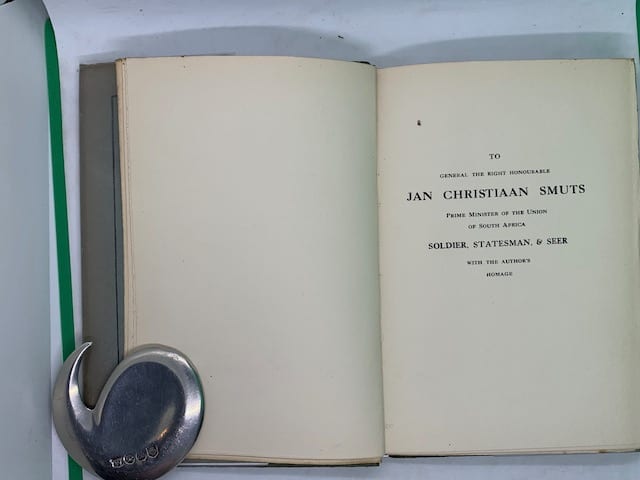 TO
GENERAL THE RIGHT HONOURABLE
JAN CHRISTIAAN SMUTS
PRIME MINISTER OF THE UNION
OF SOUTH AFRICA
SOLDIER, STATESMAN, & SEER
WITH THE AUTHOR'S
HOMAGE